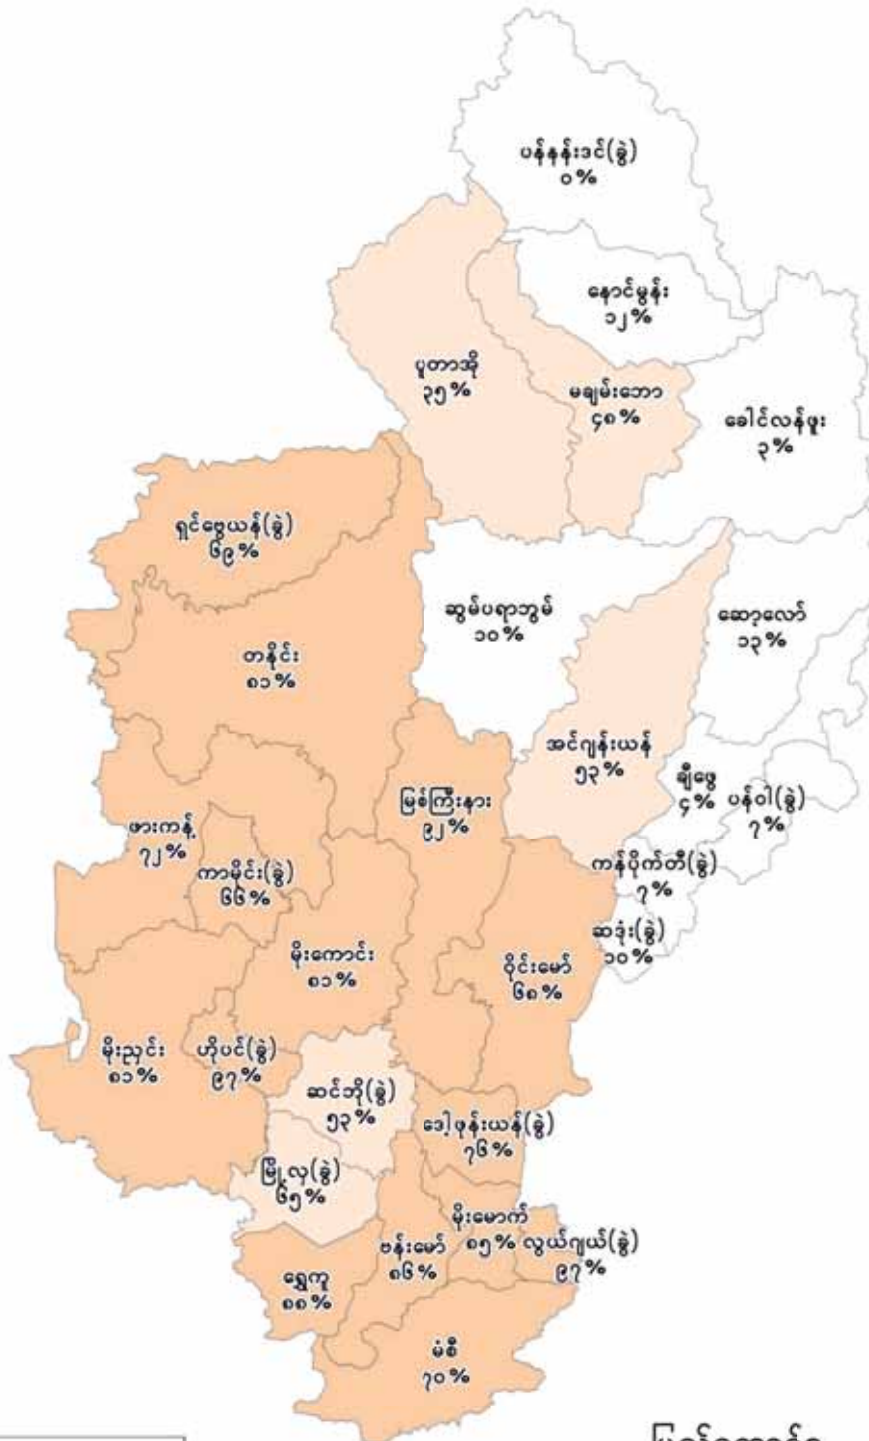 ပန်နန်းဒင်(ခွဲ)
၀%
နောင်မွန်း
၁၂%
ပူတာအို
၃၅%
မချမ်းဘော
၄၈%
ခေါင်လန်ဖူး
၃%
ရှင်ဗွေယန်(ခွဲ)
၆၉%
ဆွမ်ပရာဘွမ်
၁၀%
ဆော့လော်
၁၃%
တနိုင်း
၈၁%
အင်ဂျန်းယန်
၅၃%
ချီဖွေ
၄%
ပန်ဝါ(ခွဲ)
၇%
မြစ်ကြီးနား
၉၂%
ဖားကန့်
၇၂%
ကာမိုင်း(ခွဲ)
၆၆%
ကန်ပိုက်တီ(ခွဲ)
၇%
ဆဒုံး(ခွဲ)
၁၀%
မိုးကောင်း
၈၁%
ဝိုင်းမော်
၆၈%
မိုးညှင်း
၈၁%
ဟိုပင်(ခွဲ)
၉၇%
ဆင်ဘို(ခွဲ)
၅၃%
ဒေါ့ဖုန်းယန်(ခွဲ)
၇၆%
မြို့လှ(ခွဲ)
၆၅%
မိုးမောက်
၈၅%
လွယ်ဂျယ်(ခွဲ)
၉၇%
ဗန်းမော်
၈၆%
ရွှေကူ
၈၈%
မံစီ
၇၀%